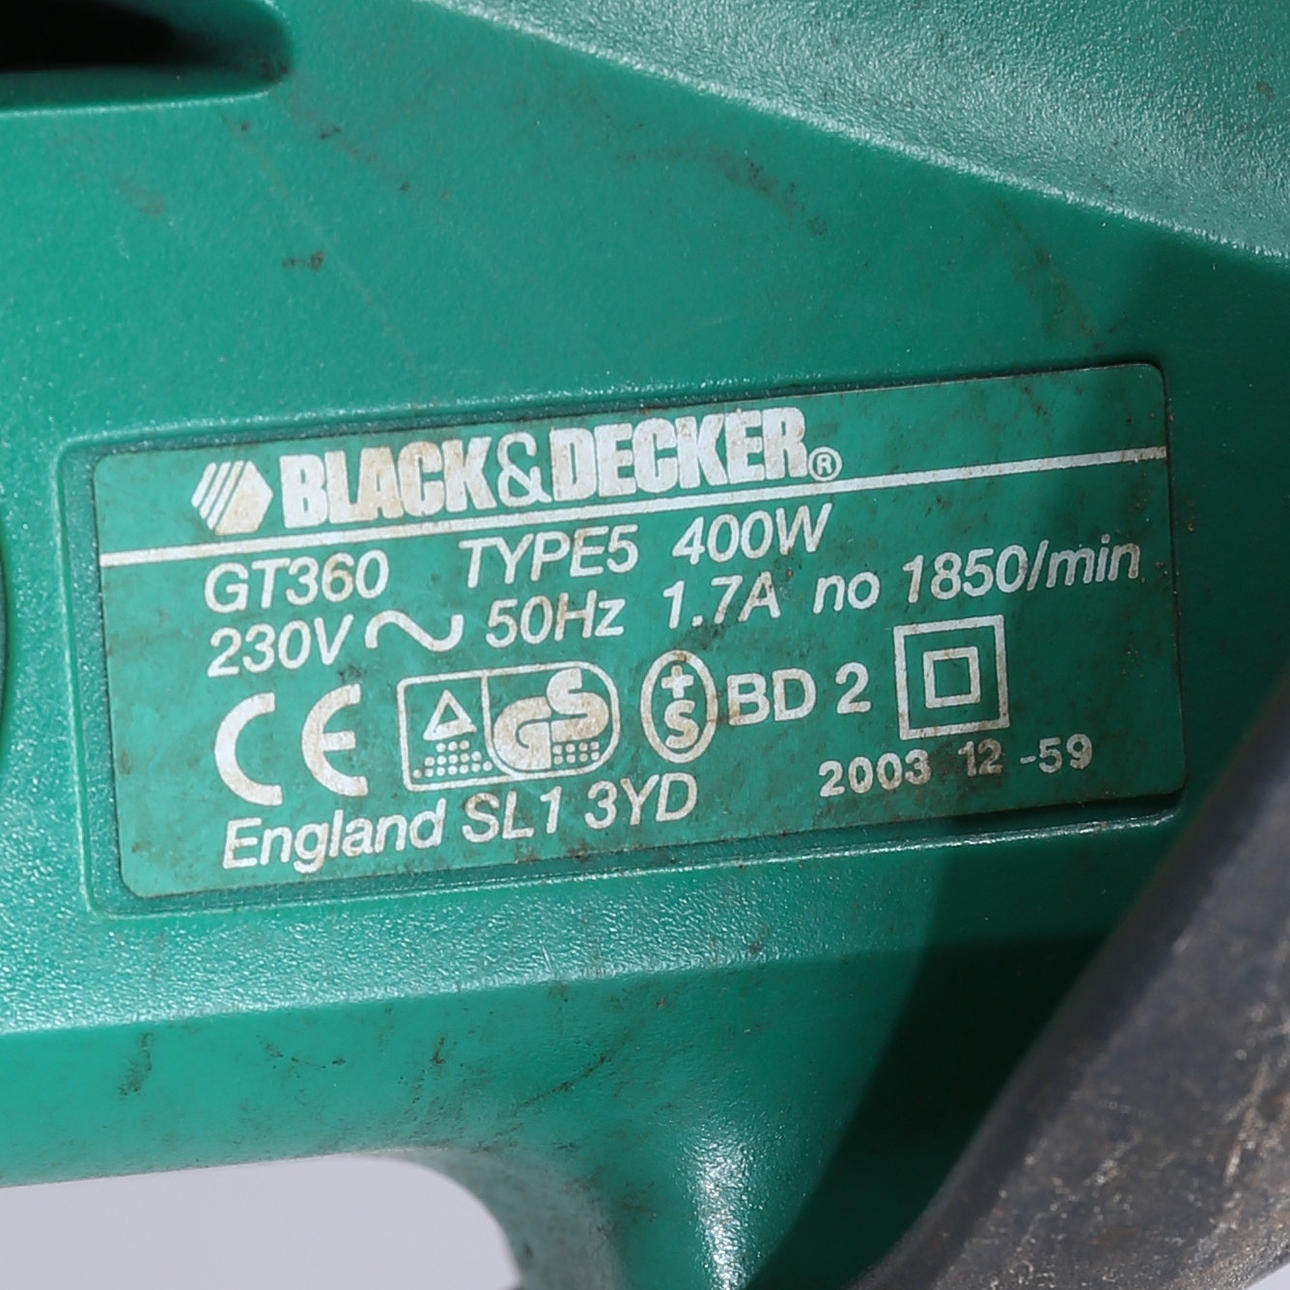 BLACK&DECKER®
GT360 TYPE5 400W
230V ~ 50Hz 1.7A no 1850/min
CE GS tS BD 2
England SL1 3YD 2003 12 -59